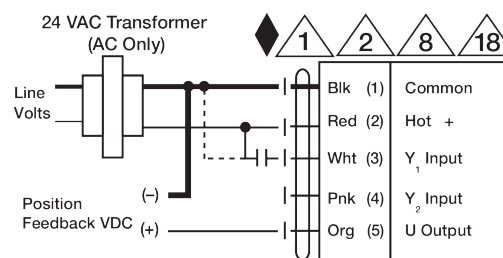 24 VAC Transformer
(AC Only)
1 2 8 18
Line
Volts
Blk (1) Common
Red (2) Hot +
Wht (3) Y1 Input
Pnk (4) Y2 Input
Org (5) U Output
Position
Feedback VDC
(–)
(+)